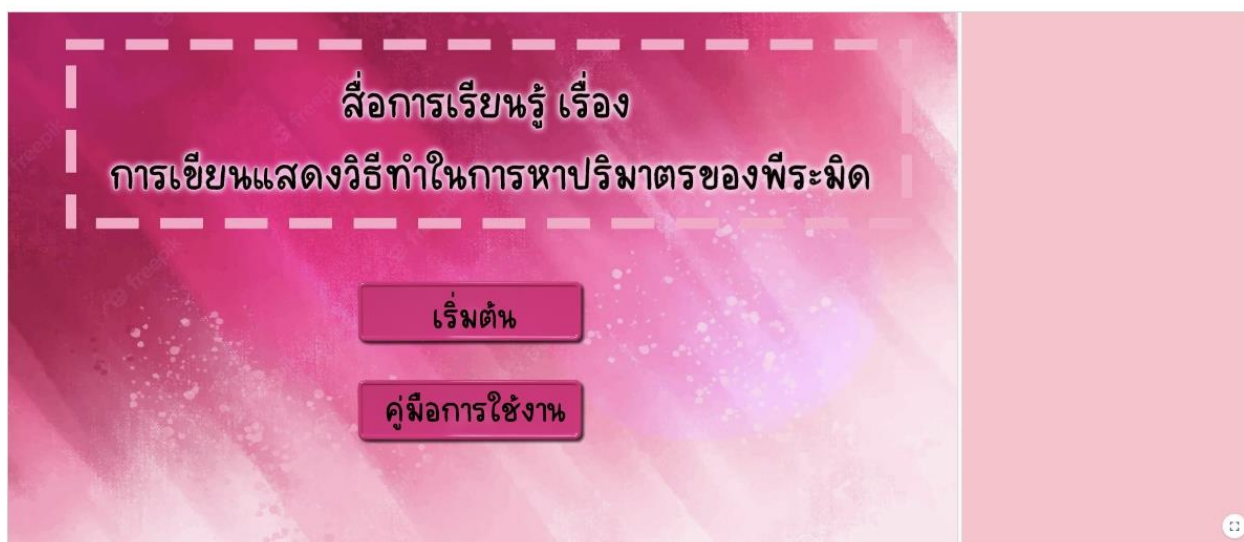 สื่อการเรียนรู้ เรื่อง
การเขียนแสดงวิธีทำในการหาปริมาตรของพีระมิด
เริ่มต้น
คู่มือการใช้งาน